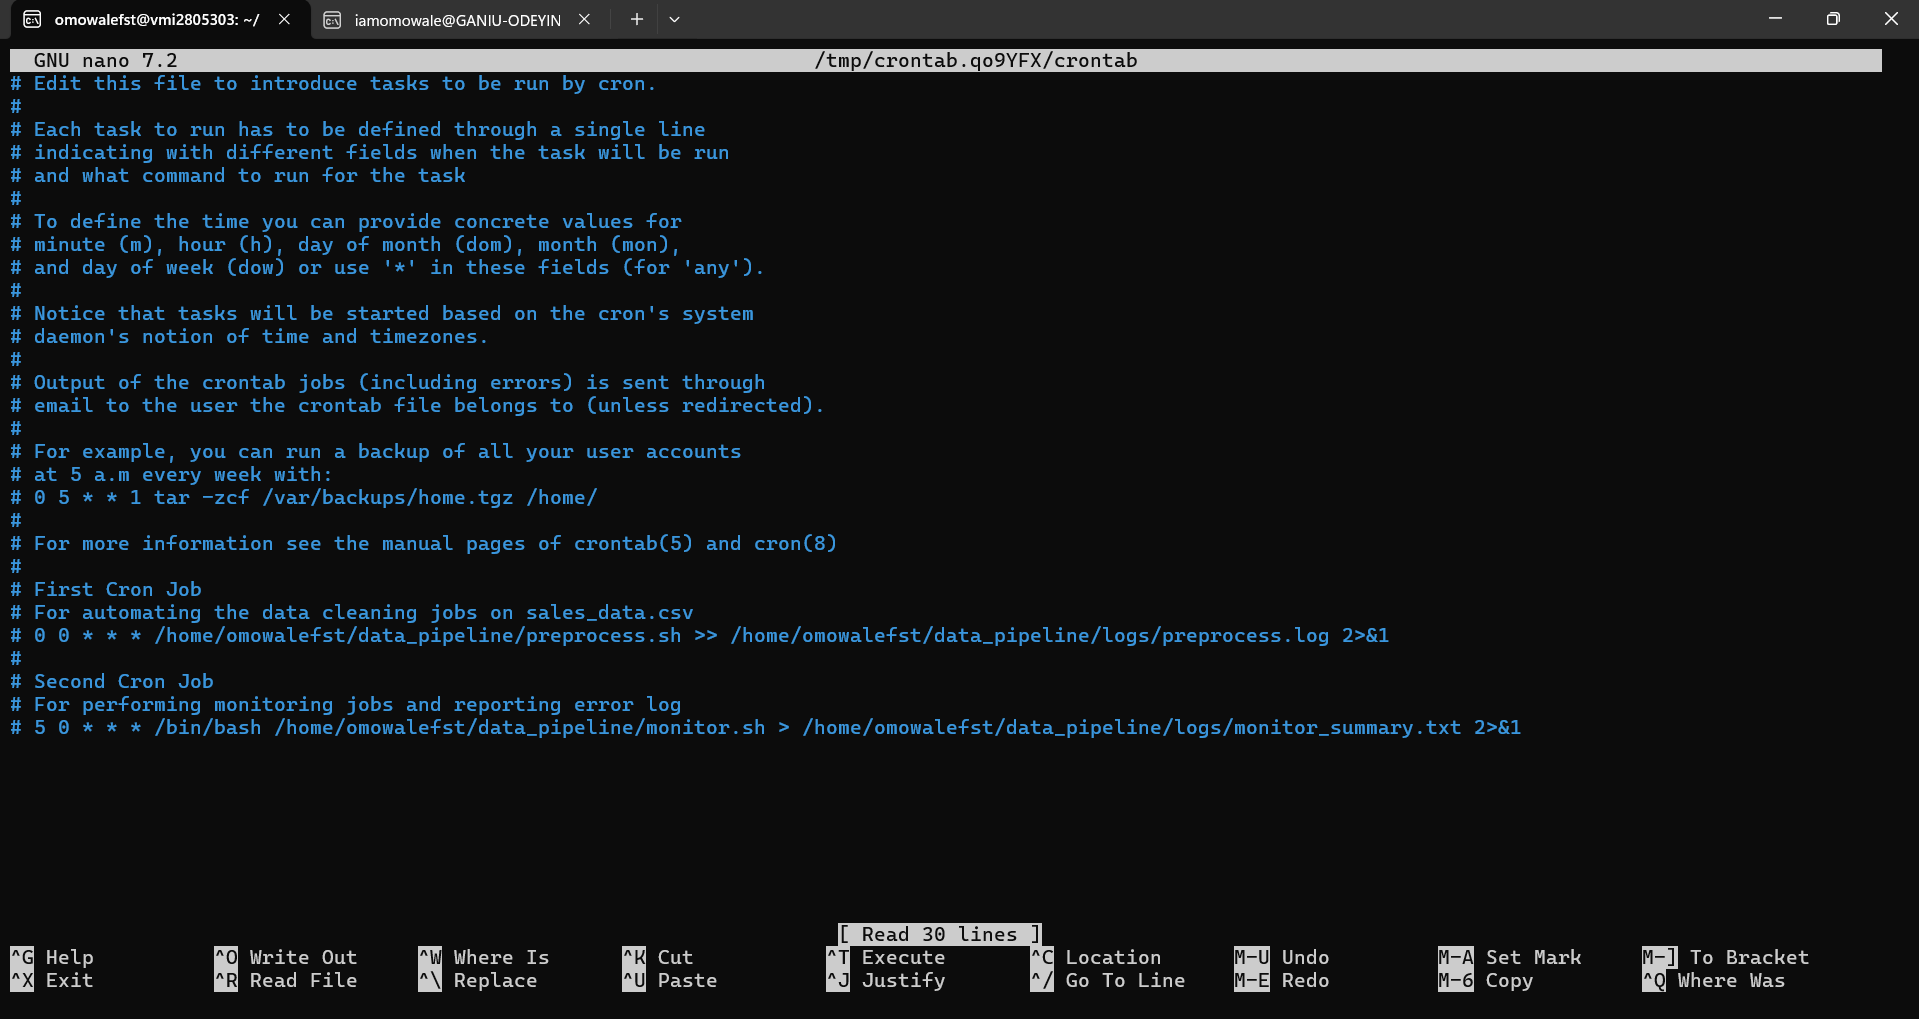 omowalefst@vmi2805303: ~/
iamomowale@GANIU-ODEYIN
GNU nano 7.2 /tmp/crontab.qo9YFX/crontab
# Edit this file to introduce tasks to be run by cron.
#
# Each task to run has to be defined through a single line
# indicating with different fields when the task will be run
# and what command to run for the task
#
# To define the time you can provide concrete values for
# minute (m), hour (h), day of month (dom), month (mon),
# and day of week (dow) or use '*' in these fields (for 'any').
#
# Notice that tasks will be started based on the cron's system
# daemon's notion of time and timezones.
#
# Output of the crontab jobs (including errors) is sent through
# email to the user the crontab file belongs to (unless redirected).
#
# For example, you can run a backup of all your user accounts
# at 5 a.m every week with:
# 0 5 * * 1 tar -zcf /var/backups/home.tgz /home/
#
# For more information see the manual pages of crontab(5) and cron(8)
#
# First Cron Job
# For automating the data cleaning jobs on sales_data.csv
# 0 0 * * * /home/omowalefst/data_pipeline/preprocess.sh >> /home/omowalefst/data_pipeline/logs/preprocess.log 2>&1
#
# Second Cron Job
# For performing monitoring jobs and reporting error log
# 5 0 * * * /bin/bash /home/omowalefst/data_pipeline/monitor.sh > /home/omowalefst/data_pipeline/logs/monitor_summary.txt 2>&1
[ Read 30 lines ]
^G Help ^O Write Out ^W Where Is ^K Cut ^T Execute ^C Location M-U Undo M-A Set Mark M-] To Bracket
^X Exit ^R Read File ^\ Replace ^U Paste ^J Justify ^/ Go To Line M-E Redo M-6 Copy ^Q Where Was